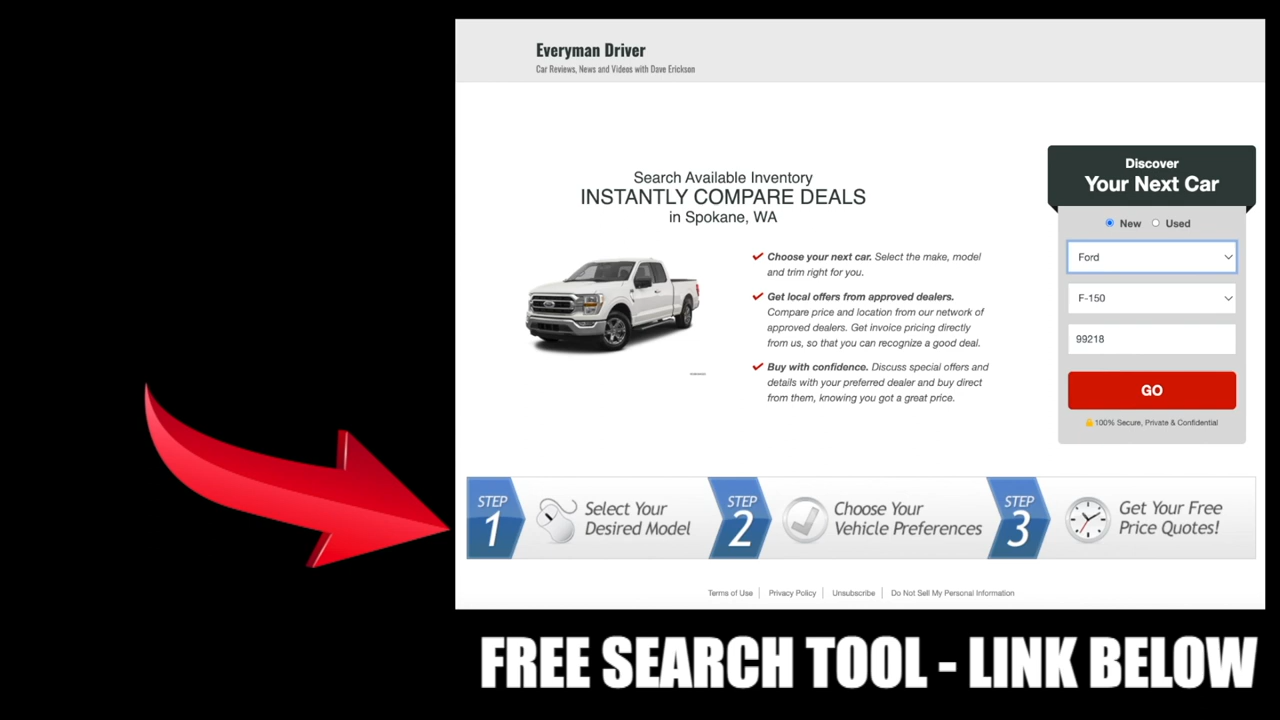 Everyman Driver
Car Reviews, News and Videos with Dave Erickson
Search Available Inventory
INSTANTLY COMPARE DEALS
in Spokane, WA
Choose your next car. Select the make, model
and trim right for you.
Get local offers from approved dealers.
Compare price and location from our network of
approved dealers. Get invoice pricing directly
from us, so that you can recognize a good deal.
Buy with confidence. Discuss special offers and
details with your preferred dealer and buy direct
from them, knowing you got a great price.
Discover
Your Next Car
New Used
Ford
F-150
99218
GO
100% Secure, Private & Confidential
STEP
1
Select Your
Desired Model
STEP
2
Choose Your
Vehicle Preferences
STEP
3
Get Your Free
Price Quotes!
Terms of Use | Privacy Policy | Unsubscribe | Do Not Sell My Personal Information
FREE SEARCH TOOL - LINK BELOW